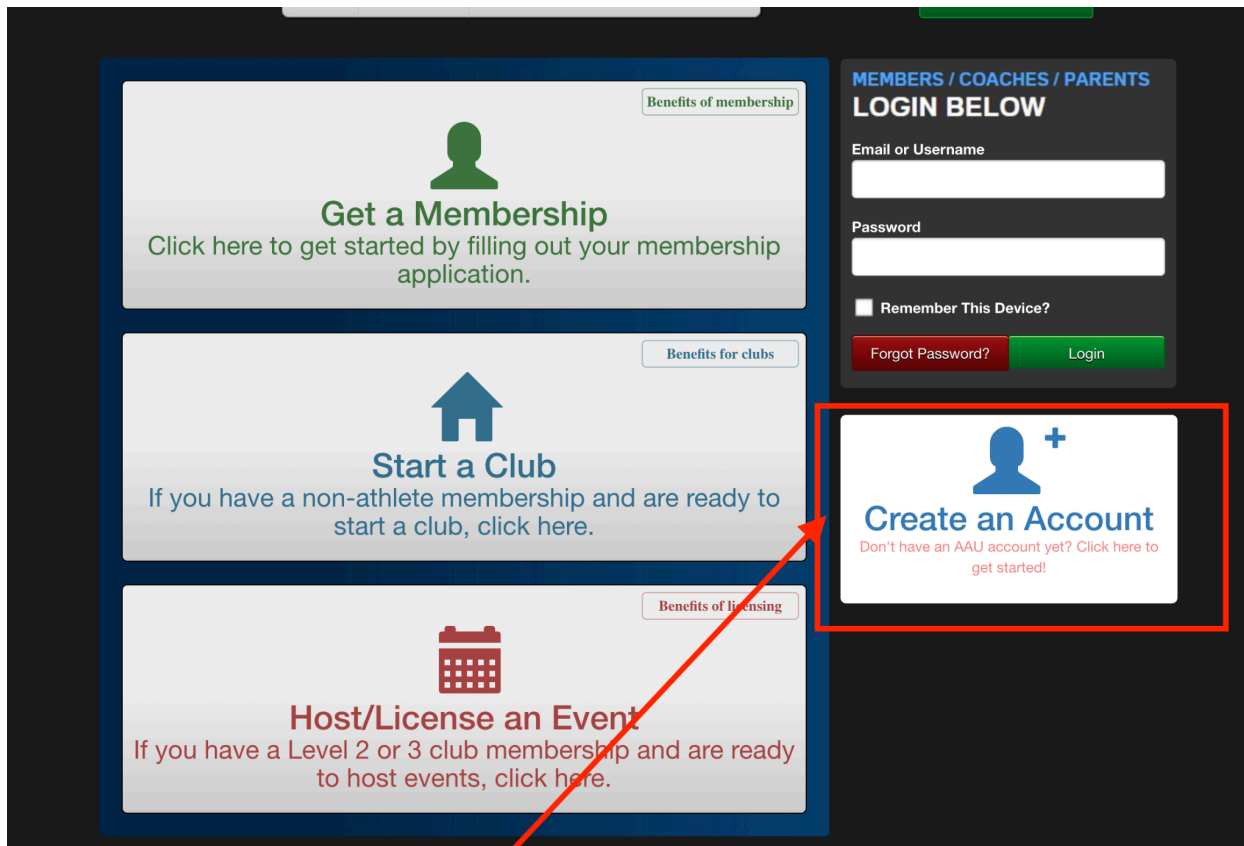 Benefits of membership
Get a Membership
Click here to get started by filling out your membership
application.
Benefits for clubs
Start a Club
If you have a non-athlete membership and are ready to
start a club, click here.
Benefits of licensing
Host/License an Event
If you have a Level 2 or 3 club membership and are ready
to host events, click here.
MEMBERS / COACHES / PARENTS
LOGIN BELOW
Email or Username
Password
Remember This Device?
Forgot Password?
Login
Create an Account
Don't have an AAU account yet? Click here to
get started!